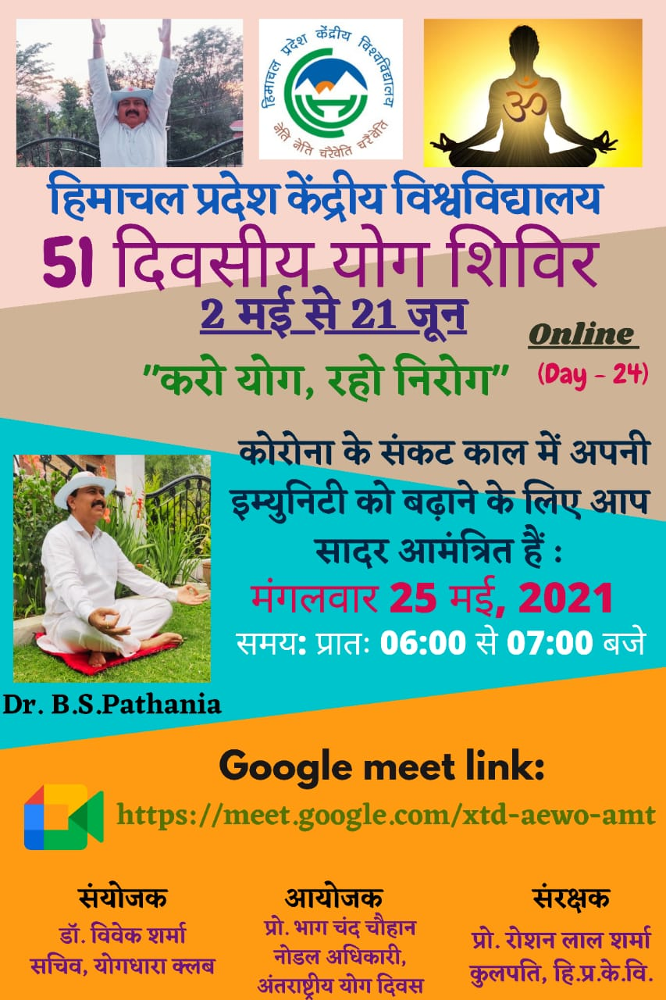 हिमाचल प्रदेश केंद्रीय विश्वविद्यालय
नेति नेति चरैवेति चरैवेति
ॐ
हिमाचल प्रदेश केंद्रीय विश्वविद्यालय
51 दिवसीय योग शिविर
2 मई से 21 जून
Online
"करो योग, रहो निरोग"
(Day - 24)
कोरोना के संकट काल में अपनी
इम्युनिटी को बढ़ाने के लिए आप
सादर आमंत्रित हैं :
मंगलवार 25 मई, 2021
समय: प्रातः 06:00 से 07:00 बजे
Dr. B.S.Pathania
Google meet link:
https://meet.google.com/xtd-aewo-amt
संयोजक
डॉ. विवेक शर्मा
सचिव, योगधारा क्लब
आयोजक
प्रो. भाग चंद चौहान
नोडल अधिकारी,
अंतराष्ट्रीय योग दिवस
संरक्षक
प्रो. रोशन लाल शर्मा
कुलपति, हि.प्र.के.वि.